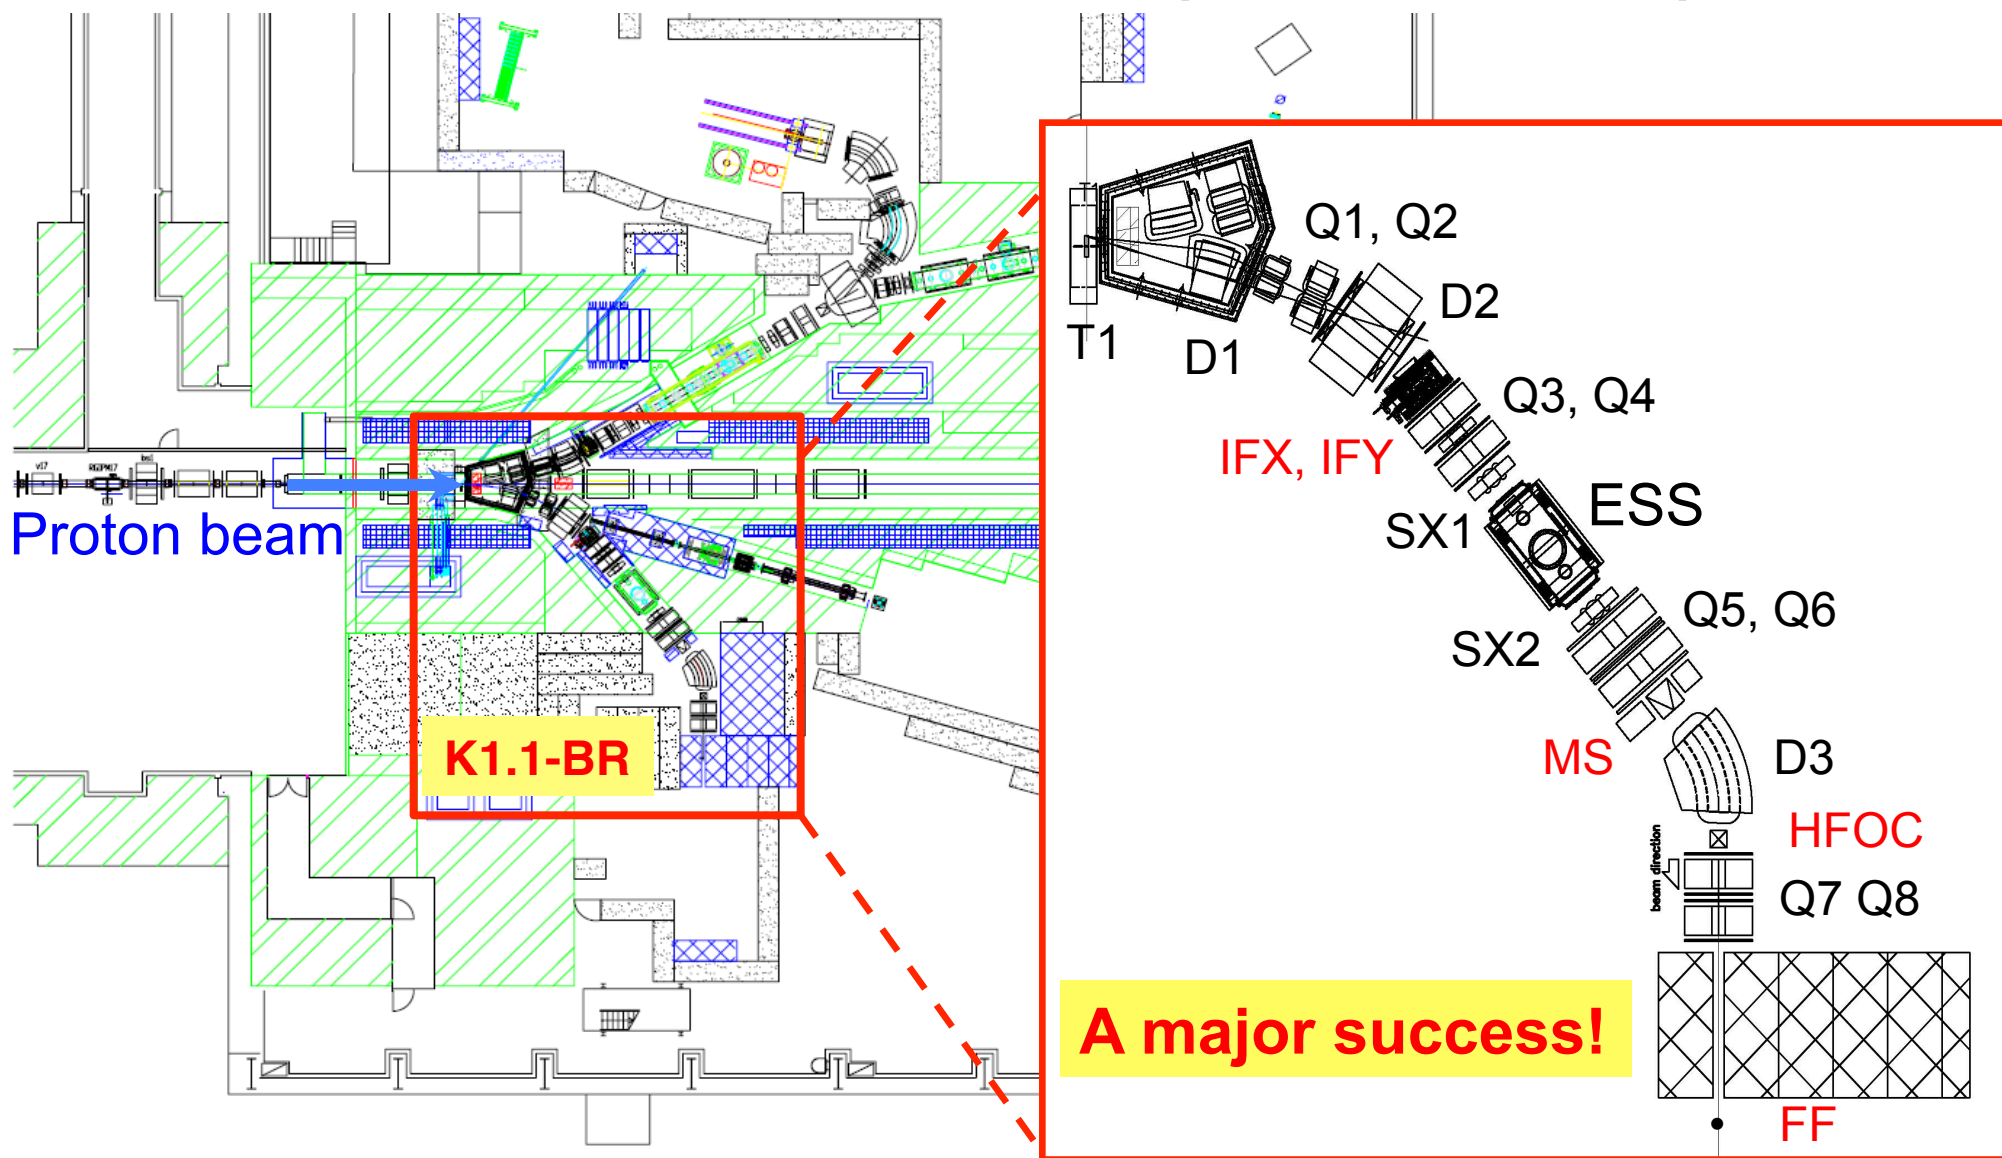 Proton beam
K1.1-BR
Q1, Q2
D2
T1
D1
Q3, Q4
IFX, IFY
ESS
SX1
Q5, Q6
SX2
MS
D3
HFOC
beam direction
Q7 Q8
A major success!
FF